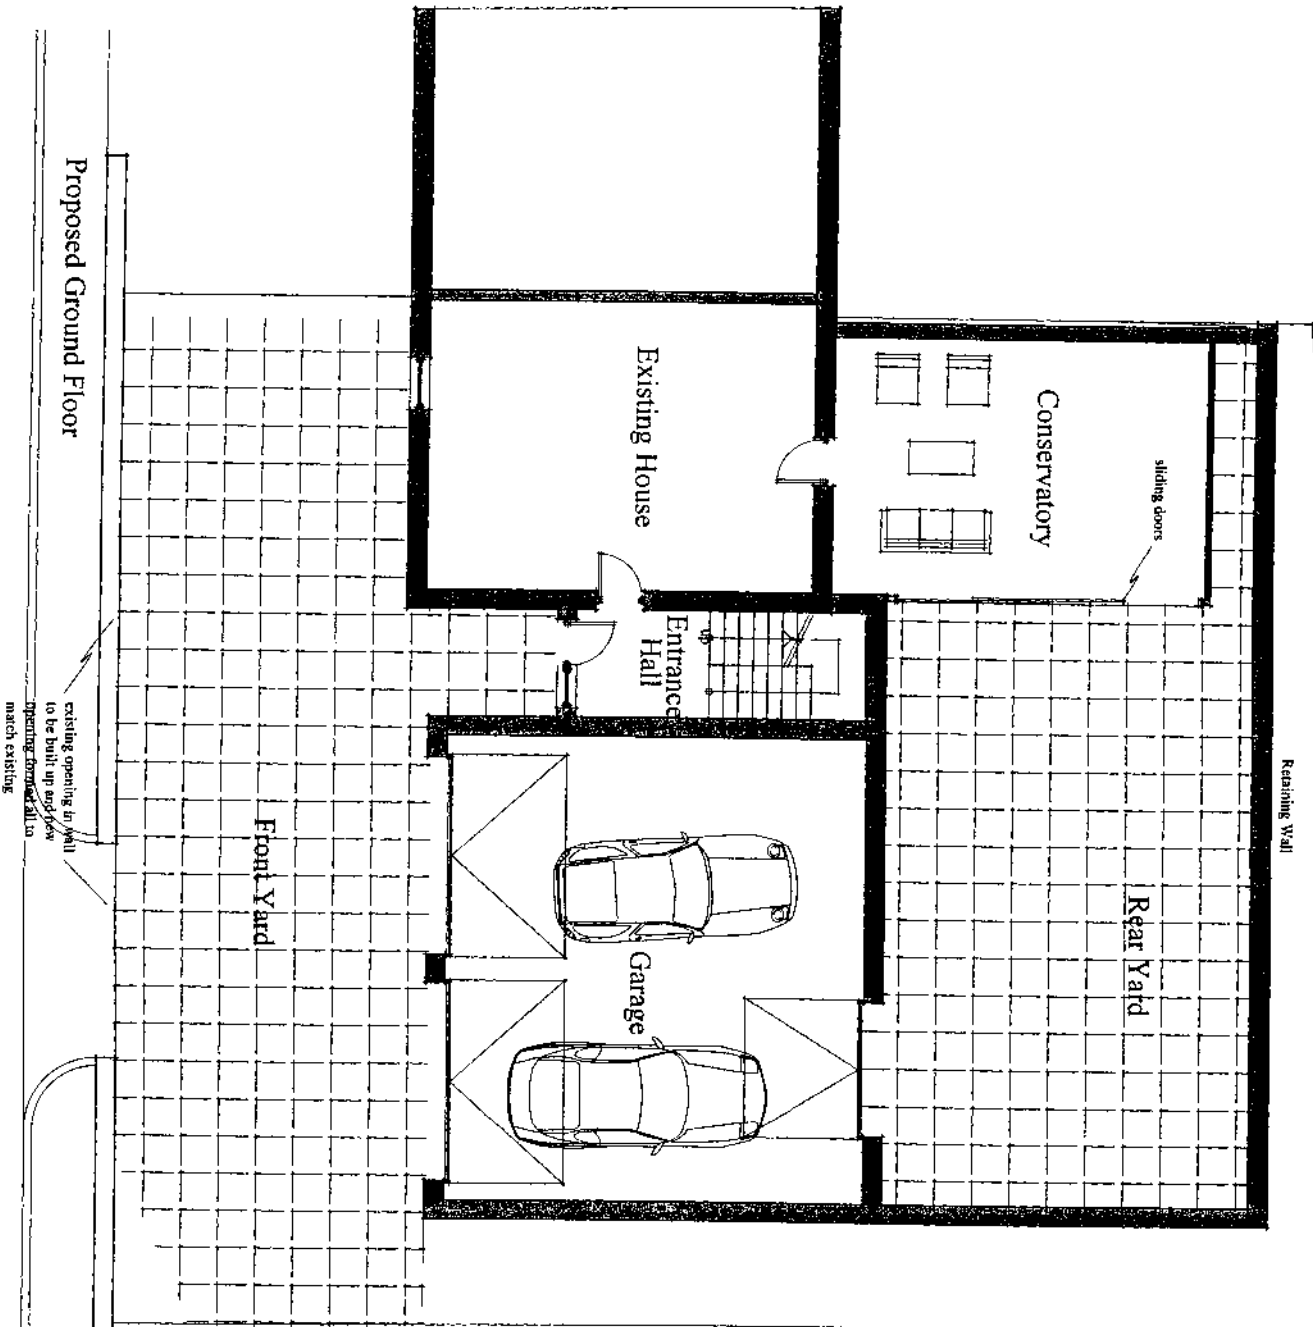 Retaining Wall
sliding doors
Conservatory
Rear Yard
Existing House
Entrance
Hall
up
Garage
Front Yard
Proposed Ground Floor
existing opening in wall
to be built up and new
opening formed all to
match existing